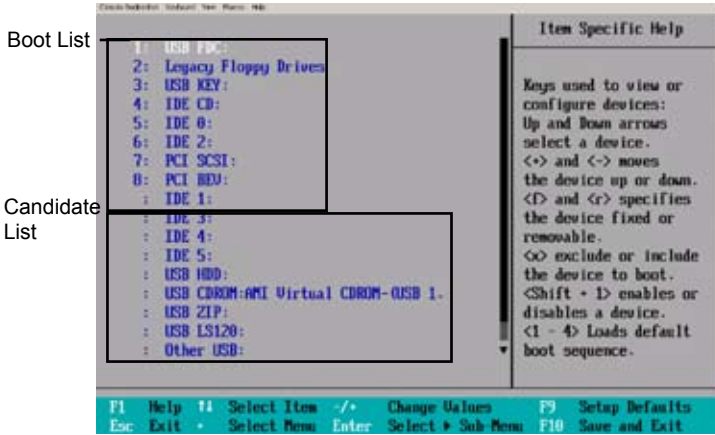 Boot List
Candidate List
1: USB FDC:
2: Legacy Floppy Drives
3: USB KEY:
4: IDE CD:
5: IDE 0:
6: IDE 2:
7: PCI SCSI:
8: PCI BEV:
: IDE 1:
: IDE 3:
: IDE 4:
: IDE 5:
: USB HDD:
: USB CDROM:AMI Virtual CDROM-(USB 1.
: USB ZIP:
: USB LS120:
: Other USB:
Item Specific Help
Keys used to view or
configure devices:
Up and Down arrows
select a device.
<+> and <-> moves
the device up or down.
<f> and <r> specifies
the device fixed or
removable.
<x> exclude or include
the device to boot.
<Shift + 1> enables or
disables a device.
<1 - 4> Loads default
boot sequence.
F1 Help ↑↓ Select Item -/+ Change Values F9 Setup Defaults
Esc Exit Select Menu Enter Select ▶ Sub-Menu F10 Save and Exit